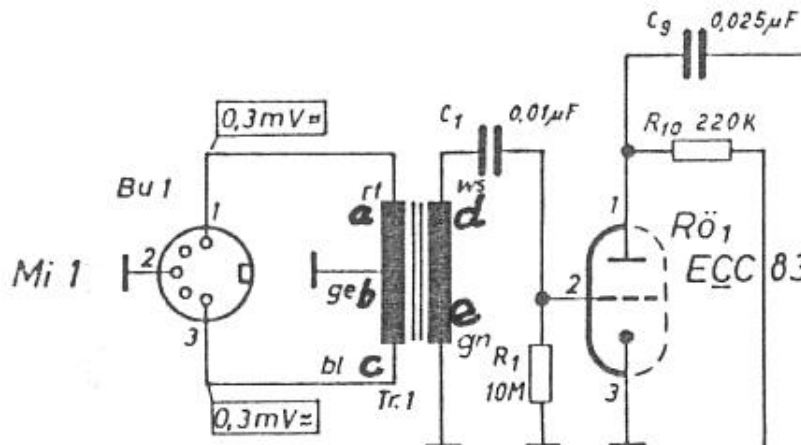 C9 0,025µF
0,3mV≂
C1 0,01µF
R10 220K
Bu 1
rt
a
ws
d
1
1
Rö1
ECC 83
Mi 1
2
ge
b
e
2
3
bl
c
gn
R1
10M
3
Tr.1
0,3mV≈